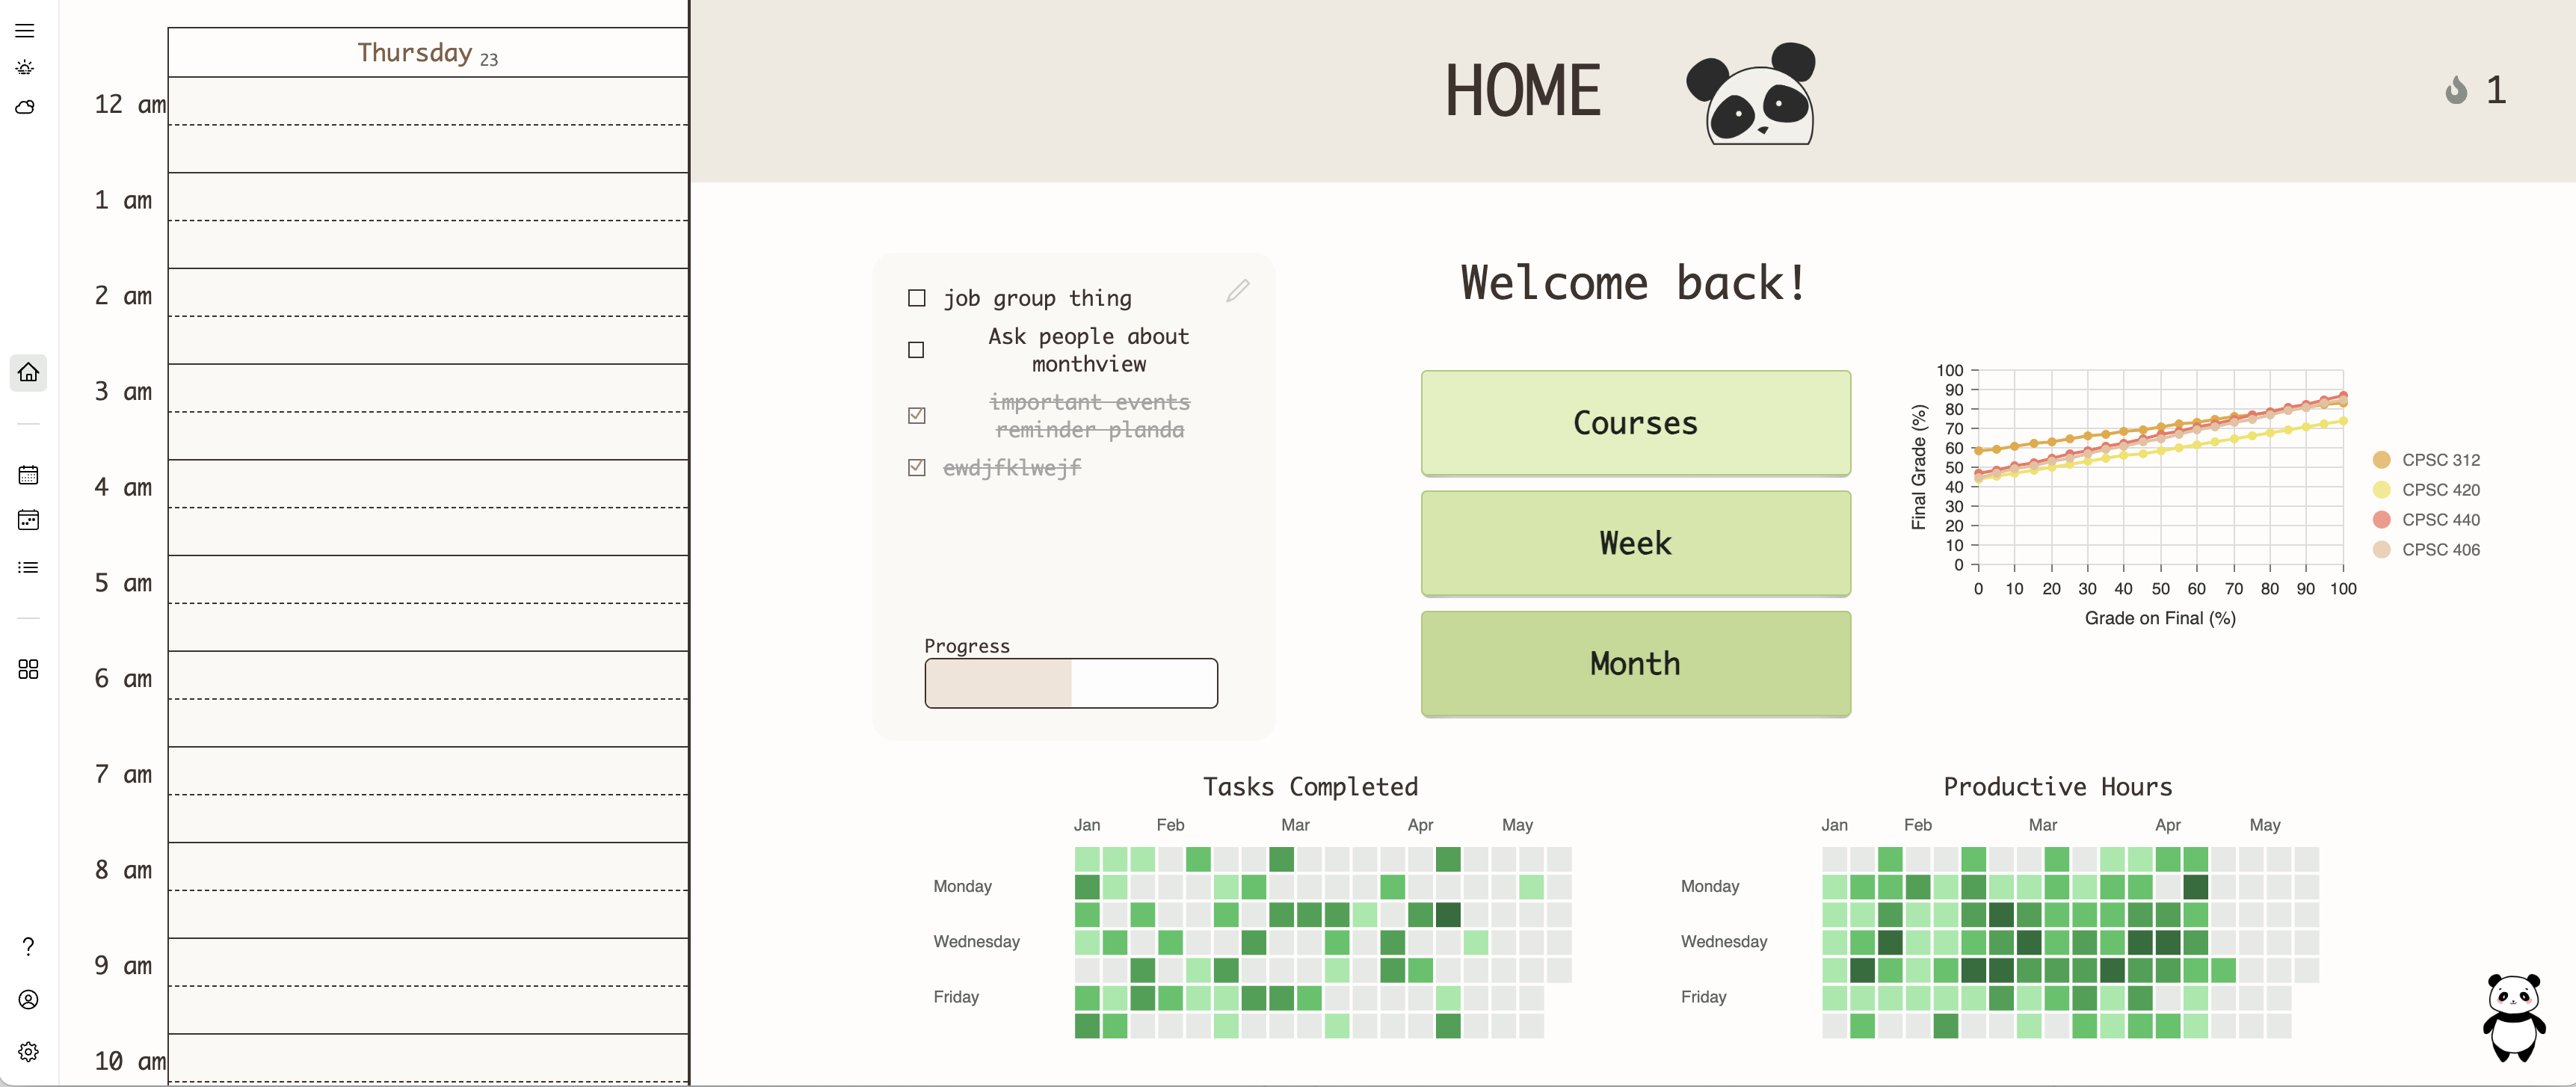 Thursday 23
12 am
1 am
2 am
3 am
4 am
5 am
6 am
7 am
8 am
9 am
10 am
HOME
1
job group thing
Ask people about
monthview
important events
reminder planda
ewdjfklwejf
Progress
Welcome back!
Courses
Week
Month
100
90
80
70
60
50
40
30
20
10
0
Final Grade (%)
0 10 20 30 40 50 60 70 80 90 100
Grade on Final (%)
CPSC 312
CPSC 420
CPSC 440
CPSC 406
Tasks Completed
Jan Feb Mar Apr May
Monday
Wednesday
Friday
Productive Hours
Jan Feb Mar Apr May
Monday
Wednesday
Friday
?